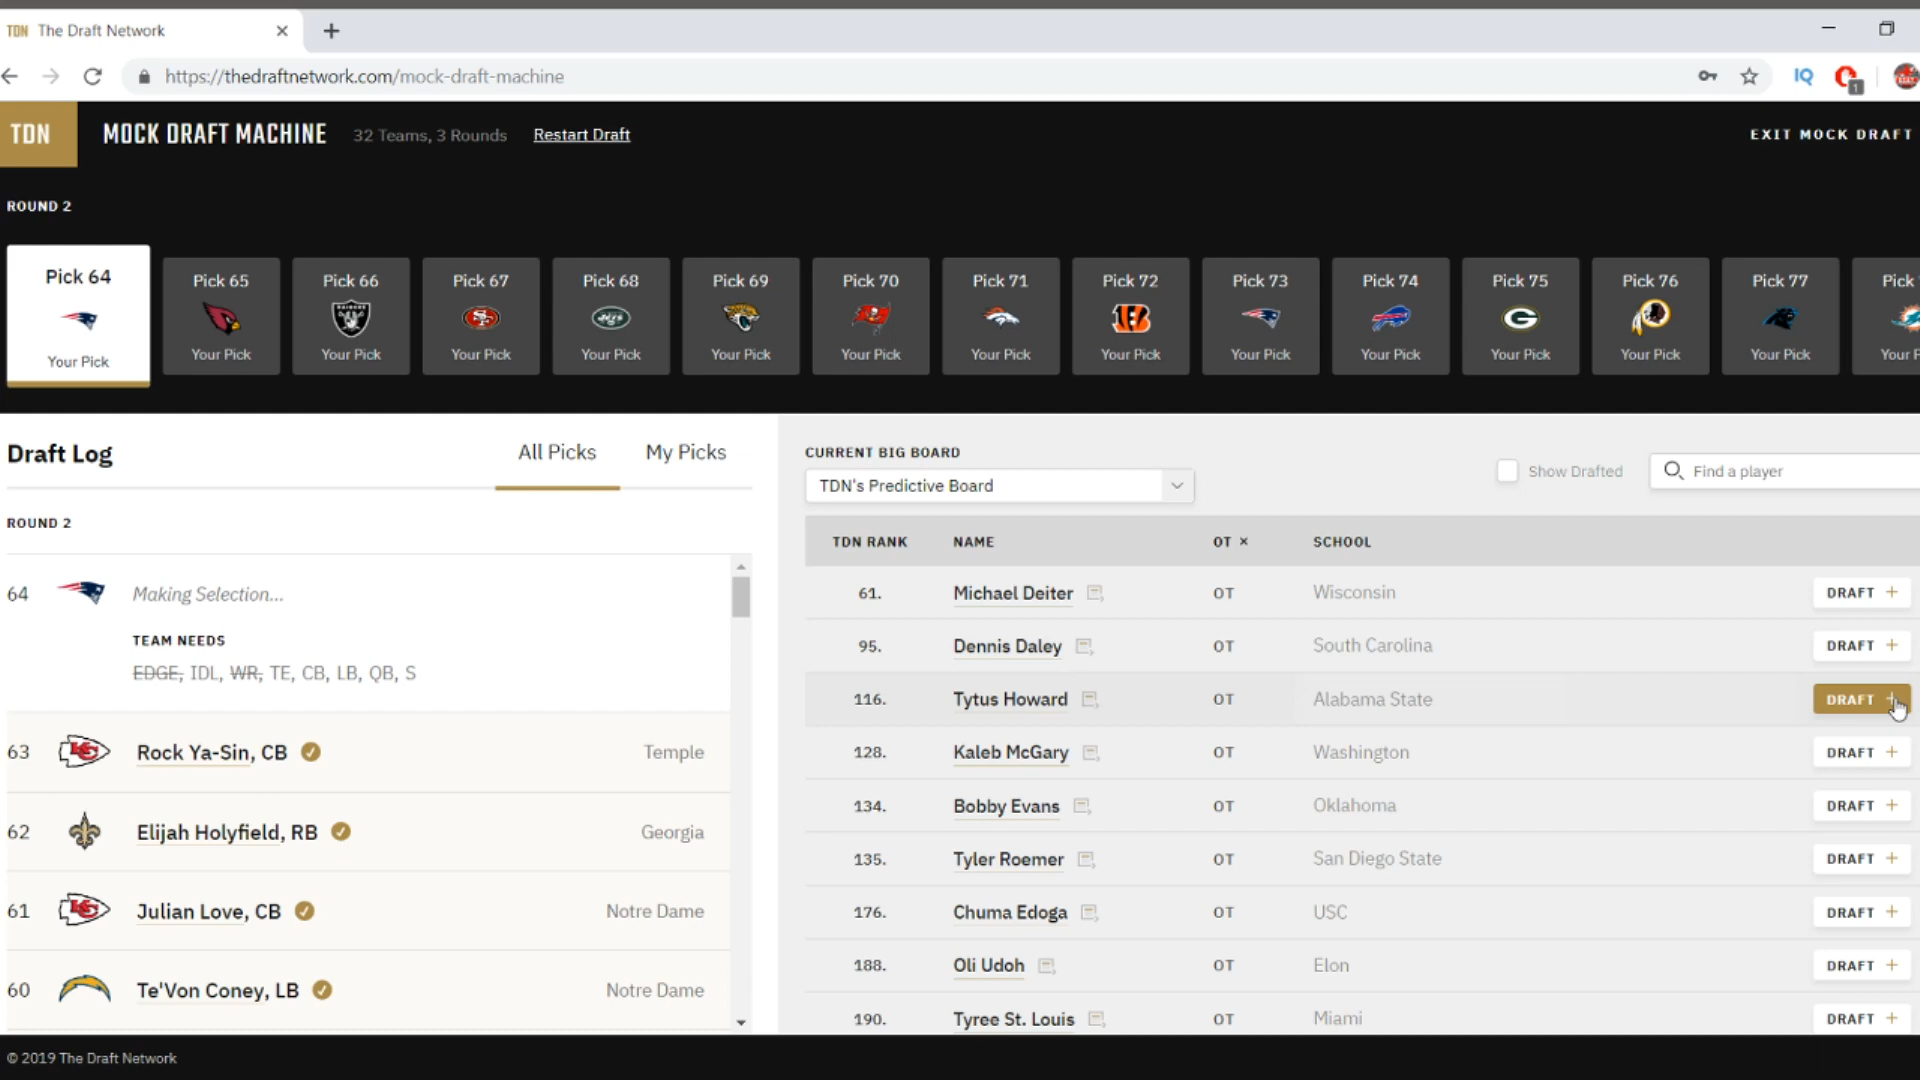 TDN The Draft Network
https://thedraftnetwork.com/mock-draft-machine
IQ
1
TDN MOCK DRAFT MACHINE 32 Teams, 3 Rounds Restart Draft EXIT MOCK DRAFT
ROUND 2
Pick 64 Pick 65 Pick 66 Pick 67 Pick 68 Pick 69 Pick 70 Pick 71 Pick 72 Pick 73 Pick 74 Pick 75 Pick 76 Pick 77 Pick
RAIDERS
JETS
Your Pick Your Pick Your Pick Your Pick Your Pick Your Pick Your Pick Your Pick Your Pick Your Pick Your Pick Your Pick Your Pick Your Pick Your P
Draft Log All Picks My Picks
ROUND 2
64 Making Selection...
TEAM NEEDS
EDGE, IDL, WR, TE, CB, LB, QB, S
63 Rock Ya-Sin, CB Temple
62 Elijah Holyfield, RB Georgia
61 Julian Love, CB Notre Dame
60 Te'Von Coney, LB Notre Dame
CURRENT BIG BOARD
TDN's Predictive Board
Show Drafted
Find a player
TDN RANK NAME OT × SCHOOL
61. Michael Deiter OT Wisconsin DRAFT +
95. Dennis Daley OT South Carolina DRAFT +
116. Tytus Howard OT Alabama State DRAFT +
128. Kaleb McGary OT Washington DRAFT +
134. Bobby Evans OT Oklahoma DRAFT +
135. Tyler Roemer OT San Diego State DRAFT +
176. Chuma Edoga OT USC DRAFT +
188. Oli Udoh OT Elon DRAFT +
190. Tyree St. Louis OT Miami DRAFT +
© 2019 The Draft Network